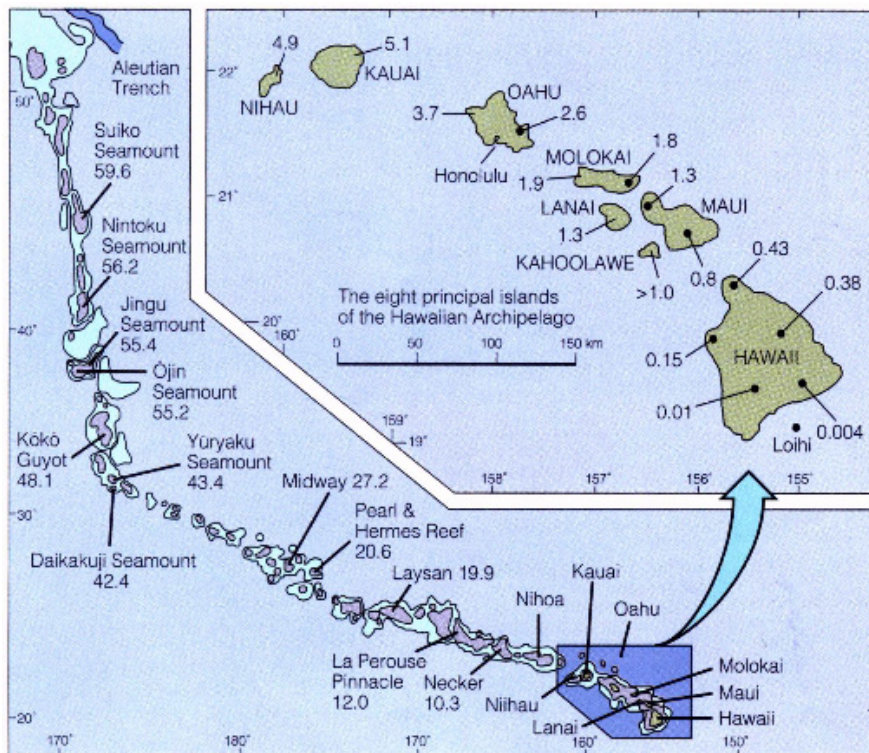 Aleutian
Trench
50°
Suiko
Seamount
59.6
Nintoku
Seamount
56.2
Jingu
Seamount
55.4
40°
Ōjin
Seamount
55.2
Kōkō
Guyot
48.1
Yūryaku
Seamount
43.4
30°
Daikakuji Seamount
42.4
Midway 27.2
Pearl &
Hermes Reef
20.6
Laysan 19.9
La Perouse
Pinnacle
12.0
Necker
10.3
Nihoa
Niihau
Kauai
Oahu
Molokai
Maui
Lanai
Hawaii
20°
170°
180°
170°
160°
150°
4.9
5.1
22°
KAUAI
NIHAU
OAHU
3.7
2.6
Honolulu
MOLOKAI
1.8
1.9
21°
LANAI
1.3
1.3
MAUI
KAHOOLAWE
>1.0
0.8
0.43
0.38
The eight principal islands
of the Hawaiian Archipelago
0 50 100 150 km
20°
160°
0.15
HAWAII
0.01
0.004
Loihi
159°
19°
158°
157°
156°
155°